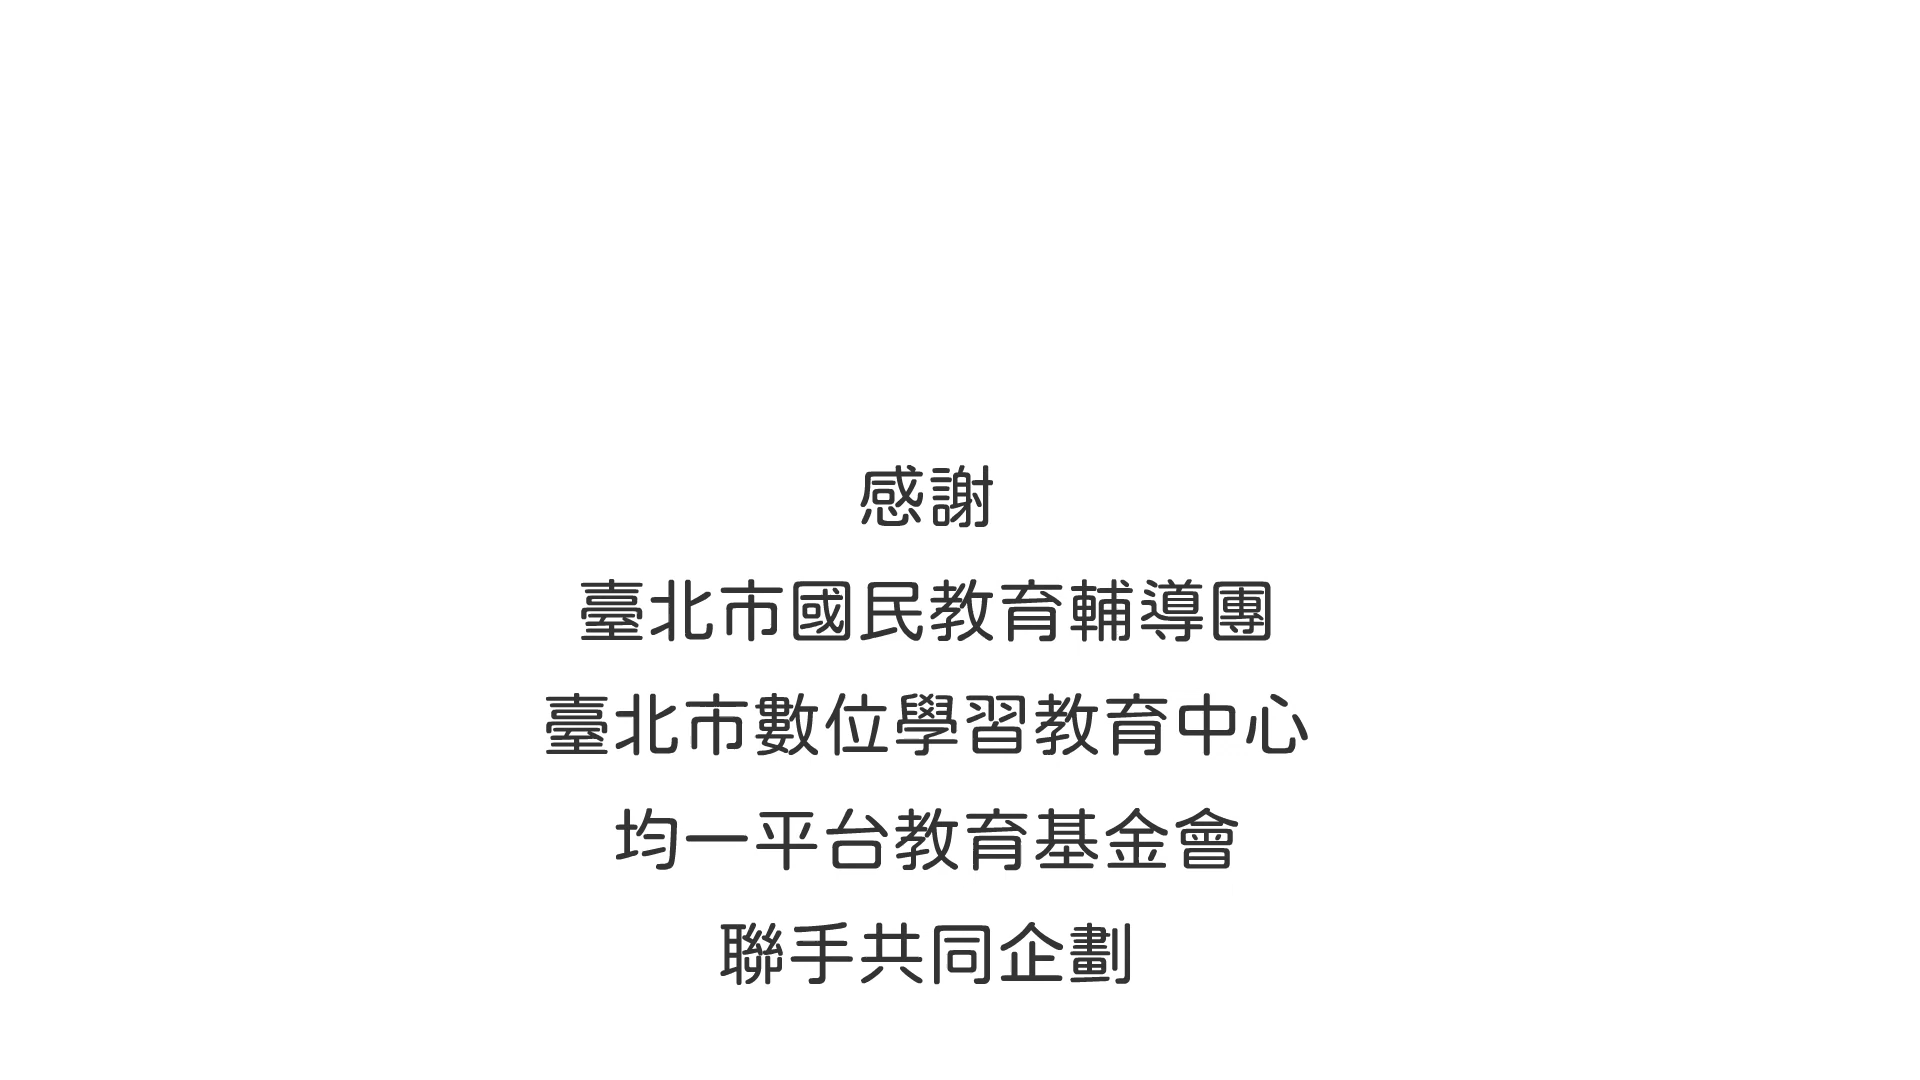 感謝
臺北市國民教育輔導團
臺北市數位學習教育中心
均一平台教育基金會
聯手共同企劃